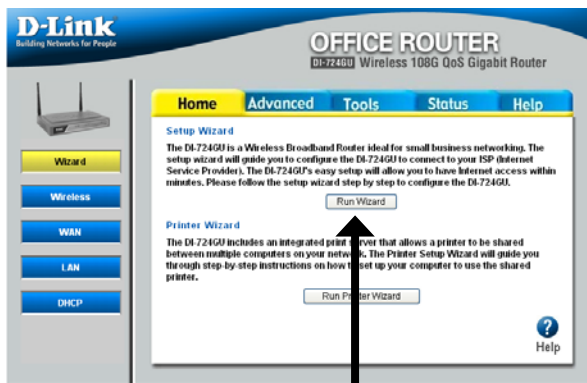 D-Link
Building Networks for People
OFFICE ROUTER
DI-724GU Wireless 108G QoS Gigabit Router
Home Advanced Tools Status Help
Wizard
Wireless
WAN
LAN
DHCP
Setup Wizard
The DI-724GU is a Wireless Broadband Router ideal for small business networking. The
setup wizard will guide you to configure the DI-724GU to connect to your ISP (Internet
Service Provider). The DI-724GU's easy setup will allow you to have Internet access within
minutes. Please follow the setup wizard step by step to configure the DI-724GU.
Run Wizard
Printer Wizard
The DI-724GU includes an integrated print server that allows a printer to be shared
between multiple computers on your network. The Printer Setup Wizard will guide you
through step-by-step instructions on how to set up your computer to use the shared
printer.
Run Printer Wizard
Help